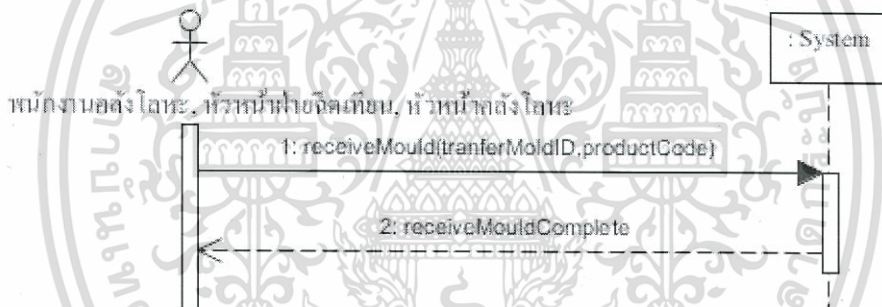 : System
พนักงานคลังโลหะ, หัวหน้าฝ่ายฉีดเทียน, หัวหน้าคลังโลหะ
1: receiveMould(tranferMoldID,productCode)
2: receiveMouldComplete